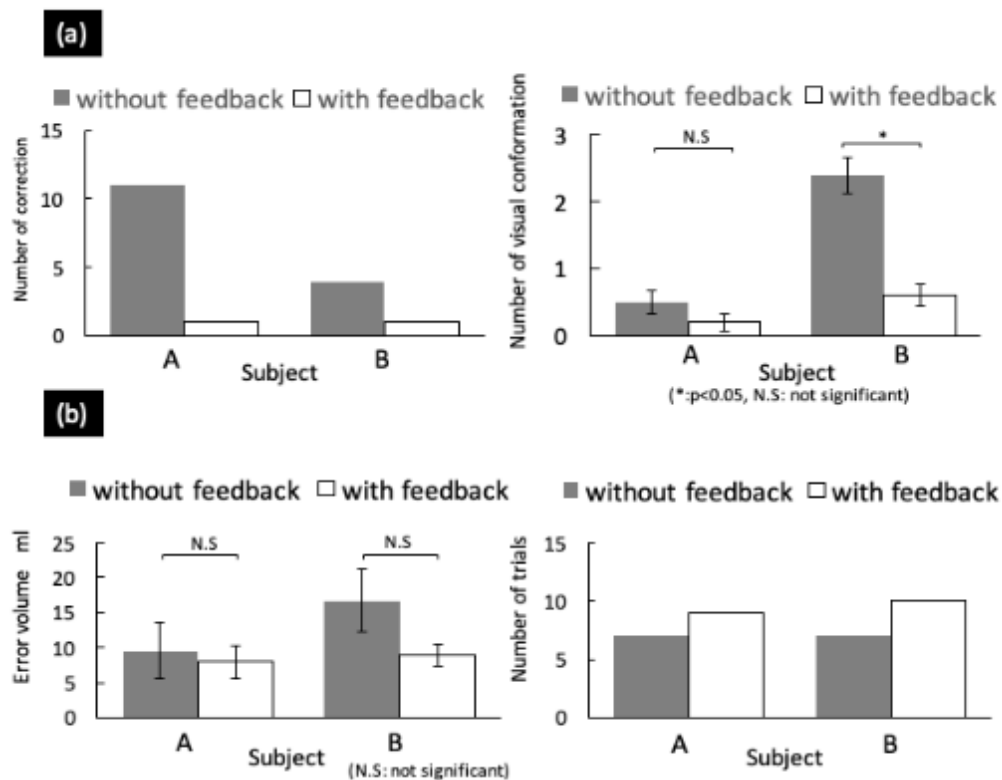 (a)
without feedback with feedback
15
10
5
0
Number of correction
A B
Subject
without feedback with feedback
3
2
1
0
Number of visual conformation
N.S
*
A B
Subject
(*:p<0.05, N.S: not significant)
(b)
without feedback with feedback
25
20
15
10
5
0
Error volume ml
N.S
N.S
A B
Subject
(N.S: not significant)
without feedback with feedback
15
10
5
0
Number of trials
A B
Subject